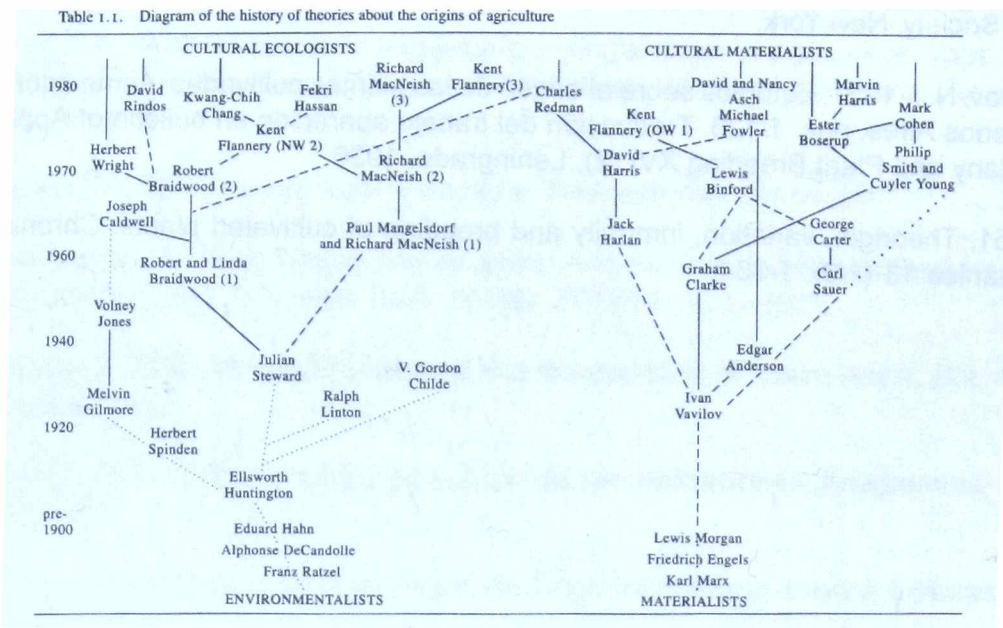 Table 1.1. Diagram of the history of theories about the origins of agriculture
CULTURAL ECOLOGISTS
CULTURAL MATERIALISTS
1980
David
Rindos
Kwang-Chih
Chang
Fekri
Hassan
Richard
MacNeish
(3)
Kent
Flannery(3)
Charles
Redman
David and Nancy
Asch
Marvin
Harris
Mark
Cohen
Kent
Flannery (NW 2)
Kent
Flannery (OW 1)
Michael
Fowler
Ester
Boserup
Herbert
Wright
1970
Robert
Braidwood (2)
Richard
MacNeish (2)
David
Harris
Lewis
Binford
Philip
Smith and
Cuyler Young
Joseph
Caldwell
Paul Mangelsdorf
and Richard MacNeish (1)
Jack
Harlan
George
Carter
1960
Robert and Linda
Braidwood (1)
Graham
Clarke
Carl
Sauer
Volney
Jones
1940
Julian
Steward
V. Gordon
Childe
Edgar
Anderson
Melvin
Gilmore
Ralph
Linton
Ivan
Vavilov
1920
Herbert
Spinden
Ellsworth
Huntington
pre-
1900
Eduard Hahn
Alphonse DeCandolle
Franz Ratzel
Lewis Morgan
Friedrich Engels
Karl Marx
ENVIRONMENTALISTS
MATERIALISTS
Society, New York.